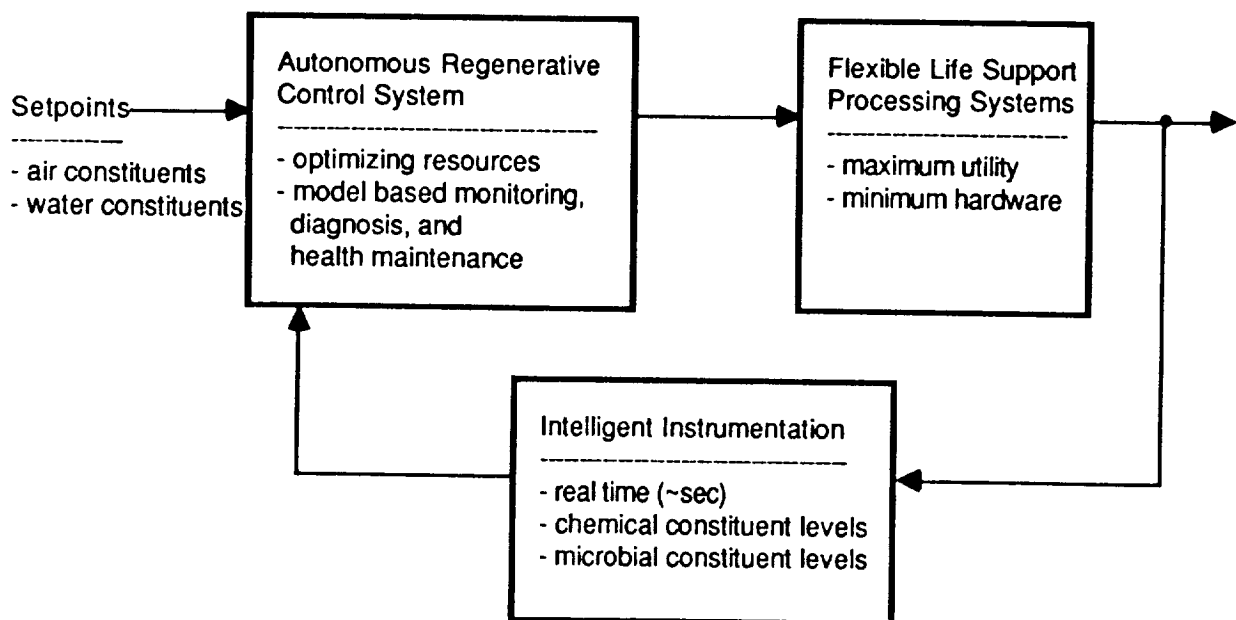 Setpoints
- air constituents
- water constituents
Autonomous Regenerative
Control System
- optimizing resources
- model based monitoring,
diagnosis, and
health maintenance
Flexible Life Support
Processing Systems
- maximum utility
- minimum hardware
Intelligent Instrumentation
- real time (~sec)
- chemical constituent levels
- microbial constituent levels